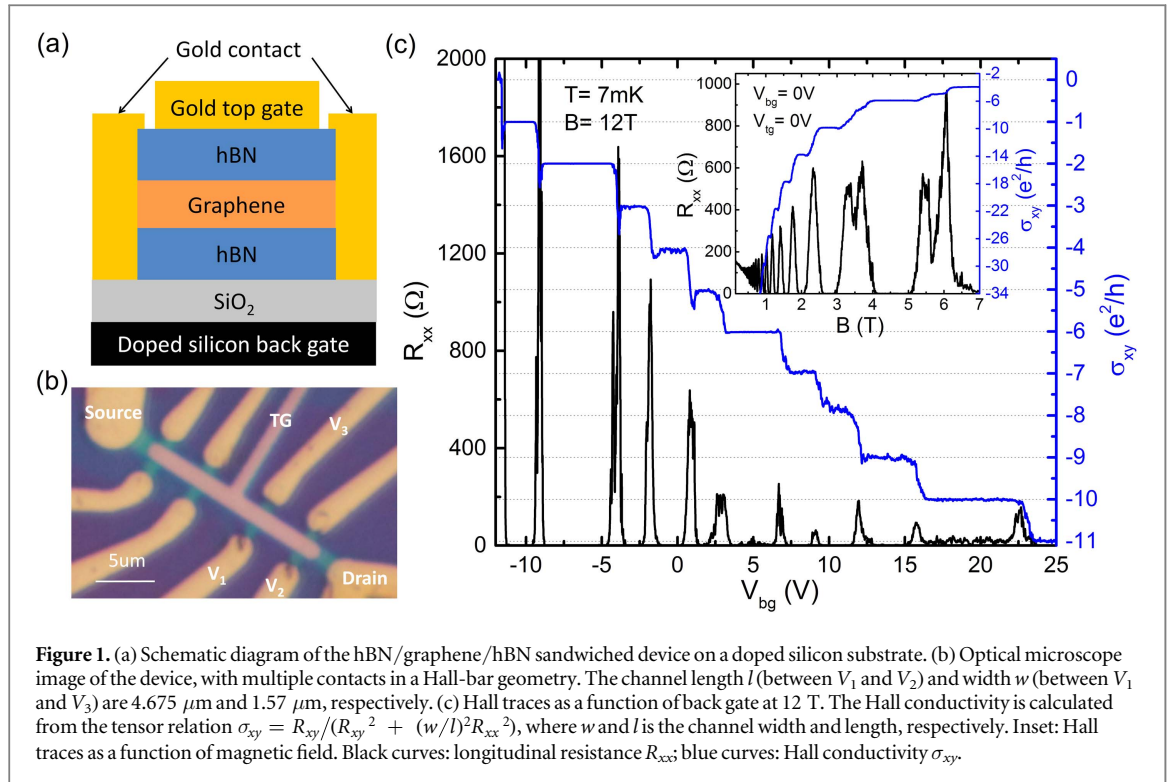 (a)
Gold contact
Gold top gate
hBN
Graphene
hBN
SiO₂
Doped silicon back gate
(b)
Source
TG
V₃
5um
V₁
V₂
Drain
(c)
2000
1600
1200
800
400
0
Rₓₓ (Ω)
T= 7mK
B= 12T
-10 -5 0 5 10 15 20 25
V_bg (V)
0
-1
-2
-3
-4
-5
-6
-7
-8
-9
-10
-11
σ_xy (e²/h)
1000
800
600
400
200
0
Rₓₓ (Ω)
V_bg= 0V
V_tg= 0V
1 2 3 4 5 6 7
B (T)
-2
-6
-10
-14
-18
-22
-26
-30
-34
σ_xy (e²/h)
Figure 1. (a) Schematic diagram of the hBN/graphene/hBN sandwiched device on a doped silicon substrate. (b) Optical microscope
image of the device, with multiple contacts in a Hall-bar geometry. The channel length l (between V₁ and V₂) and width w (between V₁
and V₃) are 4.675 μm and 1.57 μm, respectively. (c) Hall traces as a function of back gate at 12 T. The Hall conductivity is calculated
from the tensor relation σ_xy = R_xy/(R_xy² + (w/l)²Rₓₓ²), where w and l is the channel width and length, respectively. Inset: Hall
traces as a function of magnetic field. Black curves: longitudinal resistance Rₓₓ; blue curves: Hall conductivity σ_xy.